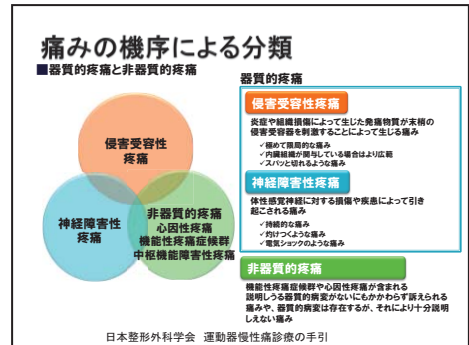 痛みの機序による分類
■器質的疼痛と非器質的疼痛
侵害受容性
疼痛
神経障害性
疼痛
非器質的疼痛
心因性疼痛
機能性疼痛症候群
中枢機能障害性疼痛
器質的疼痛
侵害受容性疼痛
炎症や組織損傷によって生じた発痛物質が末梢の
侵害受容器を刺激することによって生じる痛み
✓極めて限局的な痛み
✓内臓組織が関与している場合はより広範
✓スパッと切れるような痛み
神経障害性疼痛
体性感覚神経に対する損傷や疾患によって引き
起こされる痛み
✓持続的な痛み
✓灼けつくような痛み
✓電気ショックのような痛み
非器質的疼痛
機能性疼痛症候群や心因性疼痛が含まれる
説明しうる器質的病変がないにもかかわらず訴えられる
痛みや、器質的病変は存在するが、それにより十分説明
しえない痛み
日本整形外科学会 運動器慢性痛診療の手引